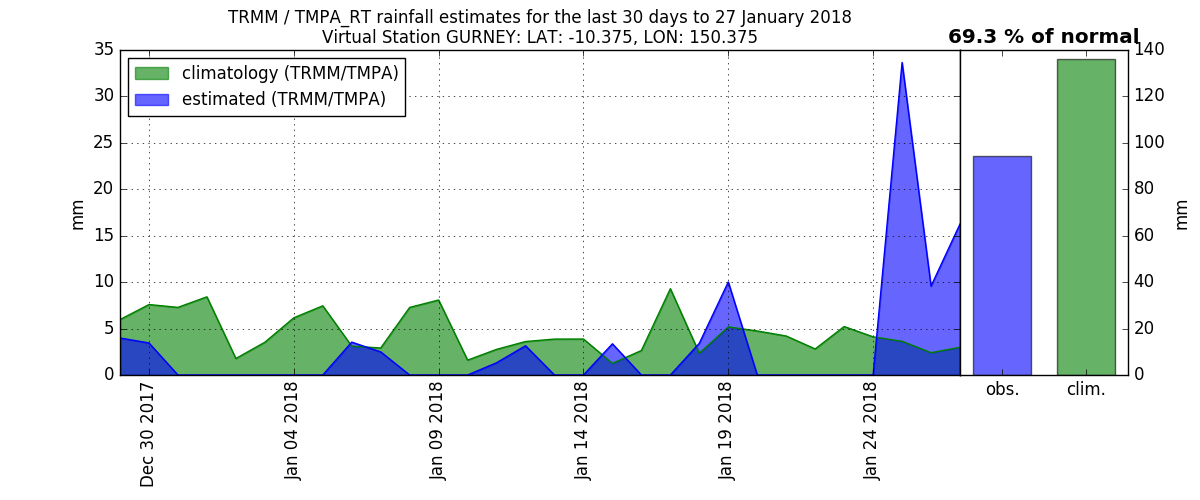 TRMM / TMPA_RT rainfall estimates for the last 30 days to 27 January 2018
Virtual Station GURNEY: LAT: -10.375, LON: 150.375
69.3 % of normal
climatology (TRMM/TMPA)
estimated (TRMM/TMPA)
35
30
25
20
15
10
5
0
mm
Dec 30 2017
Jan 04 2018
Jan 09 2018
Jan 14 2018
Jan 19 2018
Jan 24 2018
140
120
100
80
60
40
20
0
mm
obs.
clim.